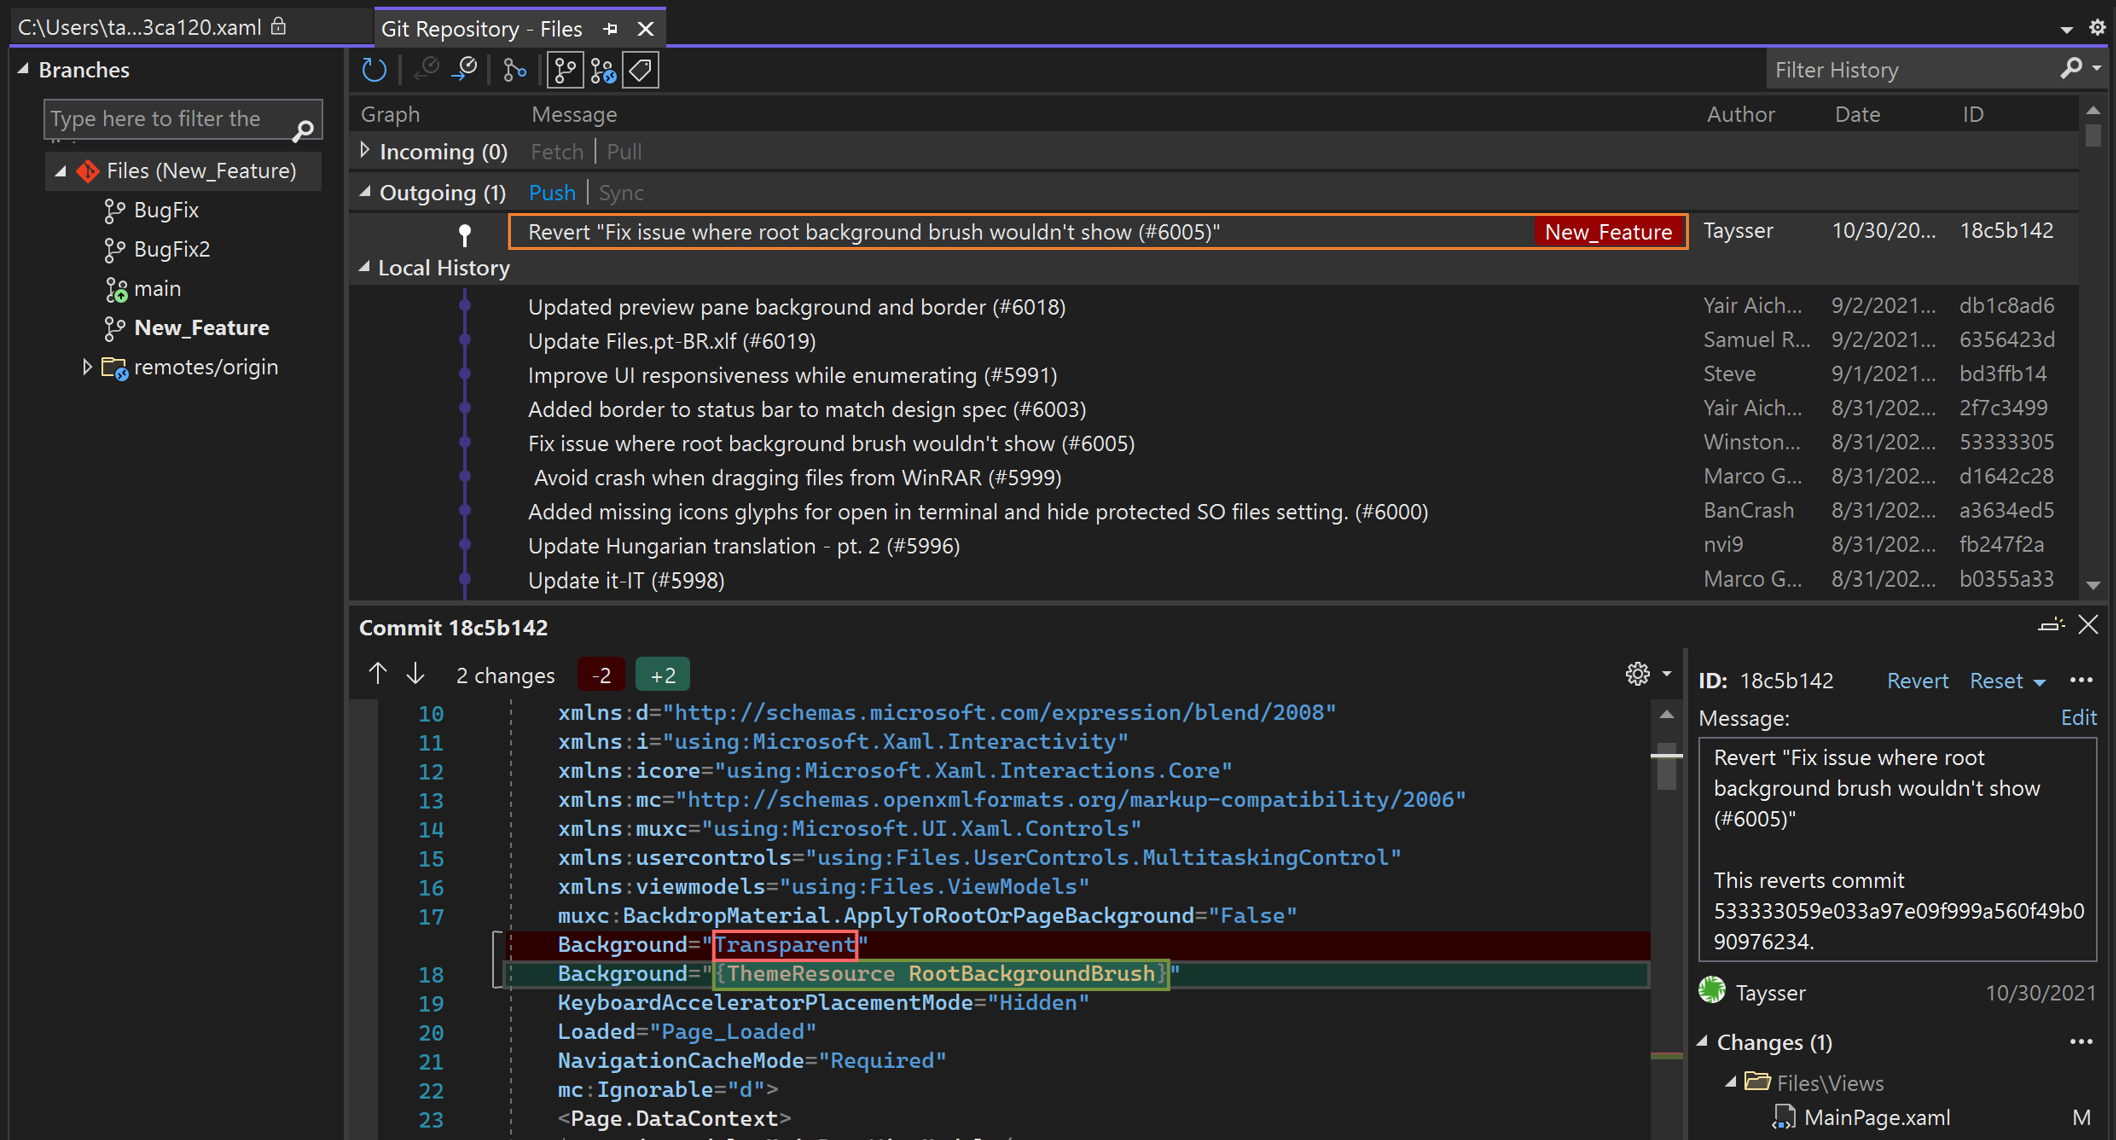 C:\Users\ta...3ca120.xaml
Git Repository - Files
Branches
Type here to filter the
Files (New_Feature)
BugFix
BugFix2
main
New_Feature
remotes/origin
Filter History
Graph Message Author Date ID
Incoming (0) Fetch | Pull
Outgoing (1) Push | Sync
Revert "Fix issue where root background brush wouldn't show (#6005)" New_Feature Taysser 10/30/20... 18c5b142
Local History
Updated preview pane background and border (#6018) Yair Aich... 9/2/2021... db1c8ad6
Update Files.pt-BR.xlf (#6019) Samuel R... 9/2/2021... 6356423d
Improve UI responsiveness while enumerating (#5991) Steve 9/1/2021... bd3ffb14
Added border to status bar to match design spec (#6003) Yair Aich... 8/31/202... 2f7c3499
Fix issue where root background brush wouldn't show (#6005) Winston... 8/31/202... 53333305
Avoid crash when dragging files from WinRAR (#5999) Marco G... 8/31/202... d1642c28
Added missing icons glyphs for open in terminal and hide protected SO files setting. (#6000) BanCrash 8/31/202... a3634ed5
Update Hungarian translation - pt. 2 (#5996) nvi9 8/31/202... fb247f2a
Update it-IT (#5998) Marco G... 8/31/202... b0355a33
Commit 18c5b142
2 changes -2 +2
10 xmlns:d="http://schemas.microsoft.com/expression/blend/2008"
11 xmlns:i="using:Microsoft.Xaml.Interactivity"
12 xmlns:icore="using:Microsoft.Xaml.Interactions.Core"
13 xmlns:mc="http://schemas.openxmlformats.org/markup-compatibility/2006"
14 xmlns:muxc="using:Microsoft.UI.Xaml.Controls"
15 xmlns:usercontrols="using:Files.UserControls.MultitaskingControl"
16 xmlns:viewmodels="using:Files.ViewModels"
17 muxc:BackdropMaterial.ApplyToRootOrPageBackground="False"
Background="Transparent"
18 Background="{ThemeResource RootBackgroundBrush}"
19 KeyboardAcceleratorPlacementMode="Hidden"
20 Loaded="Page_Loaded"
21 NavigationCacheMode="Required"
22 mc:Ignorable="d">
23 <Page.DataContext>
ID: 18c5b142 Revert Reset ...
Message: Edit
Revert "Fix issue where root
background brush wouldn't show
(#6005)"
This reverts commit
533333059e033a97e09f999a560f49b0
90976234.
Taysser 10/30/2021
Changes (1) ...
Files\Views
MainPage.xaml M